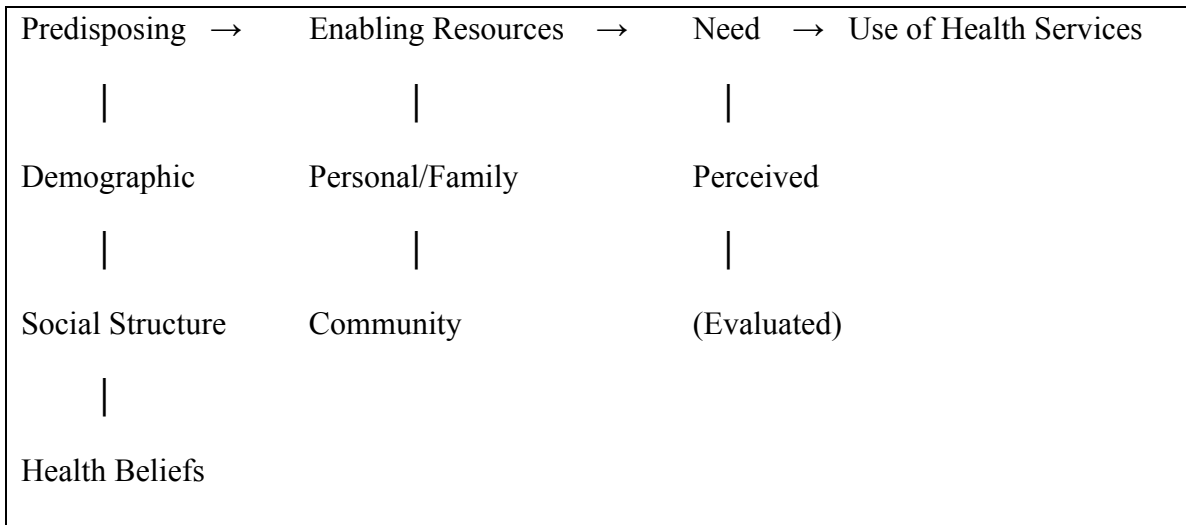 Predisposing → Enabling Resources → Need → Use of Health Services
Demographic Personal/Family Perceived
Social Structure Community (Evaluated)
Health Beliefs